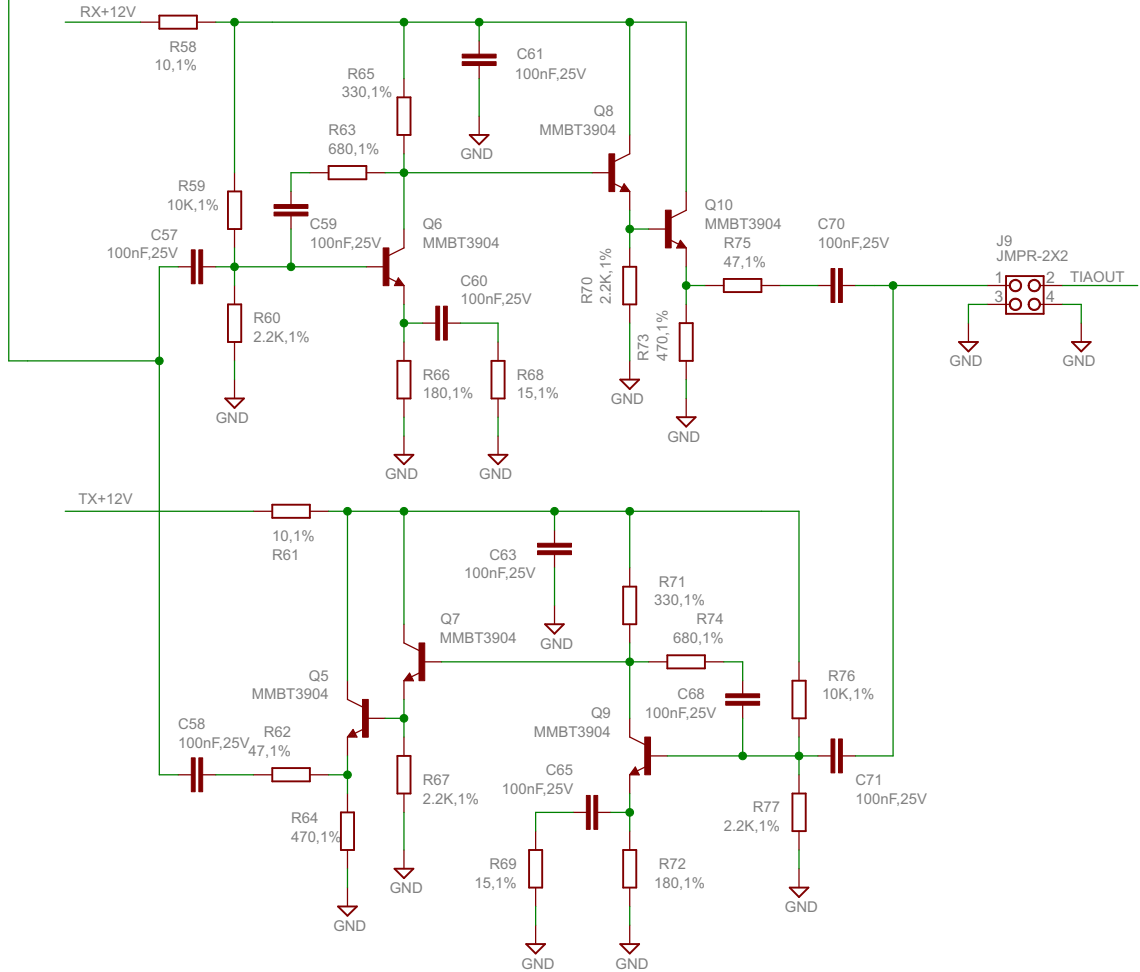 RX+12V
R58
10,1%
R65
330,1%
C61
100nF,25V
GND
Q8
MMBT3904
R63
680,1%
R59
10K,1%
C57
100nF,25V
C59
100nF,25V
Q6
MMBT3904
Q10
MMBT3904
R75
47,1%
C70
100nF,25V
J9
JMPR-2X2
1
2
3
4
TIAOUT
GND
GND
C60
100nF,25V
R70
2.2K,1%
R60
2.2K,1%
R73
470,1%
R66
180,1%
R68
15,1%
GND
GND
GND
GND
GND
TX+12V
10,1%
R61
C63
100nF,25V
GND
R71
330,1%
R74
680,1%
Q7
MMBT3904
Q5
MMBT3904
C68
100nF,25V
R76
10K,1%
Q9
MMBT3904
C58
100nF,25V
R62
47,1%
R67
2.2K,1%
C65
100nF,25V
C71
100nF,25V
R64
470,1%
R77
2.2K,1%
R69
15,1%
R72
180,1%
GND
GND
GND
GND
GND